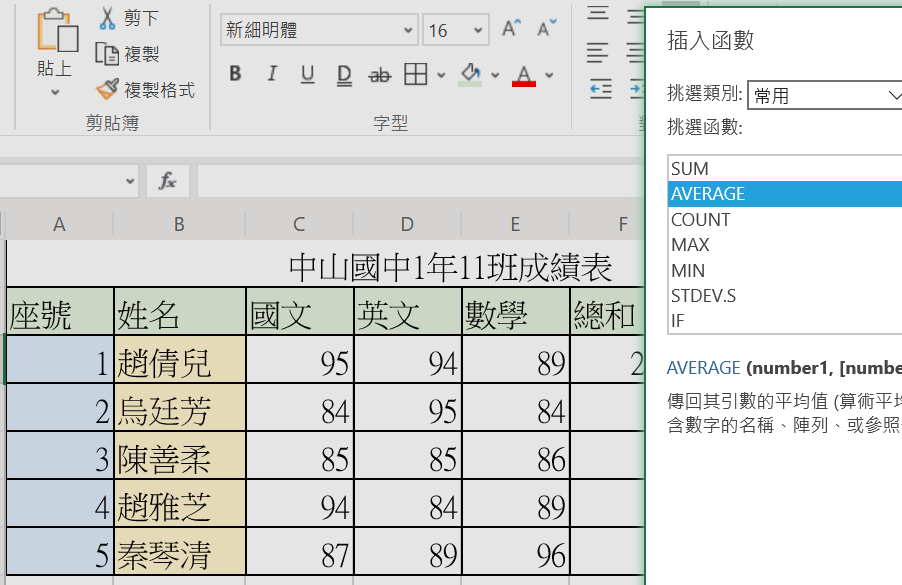 剪下
複製
複製格式
貼上
剪貼簿
新細明體
16
A A
B I U D ab A
字型
fx
A B C D E F
中山國中1年11班成績表
座號 姓名 國文 英文 數學 總和
1 趙倩兒 95 94 89 2
2 烏廷芳 84 95 84
3 陳善柔 85 85 86
4 趙雅芝 94 84 89
5 秦琴清 87 89 96
插入函數
挑選類別: 常用
挑選函數:
SUM
AVERAGE
COUNT
MAX
MIN
STDEV.S
IF
AVERAGE (number1, [numbe
傳回其引數的平均值 (算術平均
含數字的名稱、陣列、或參照